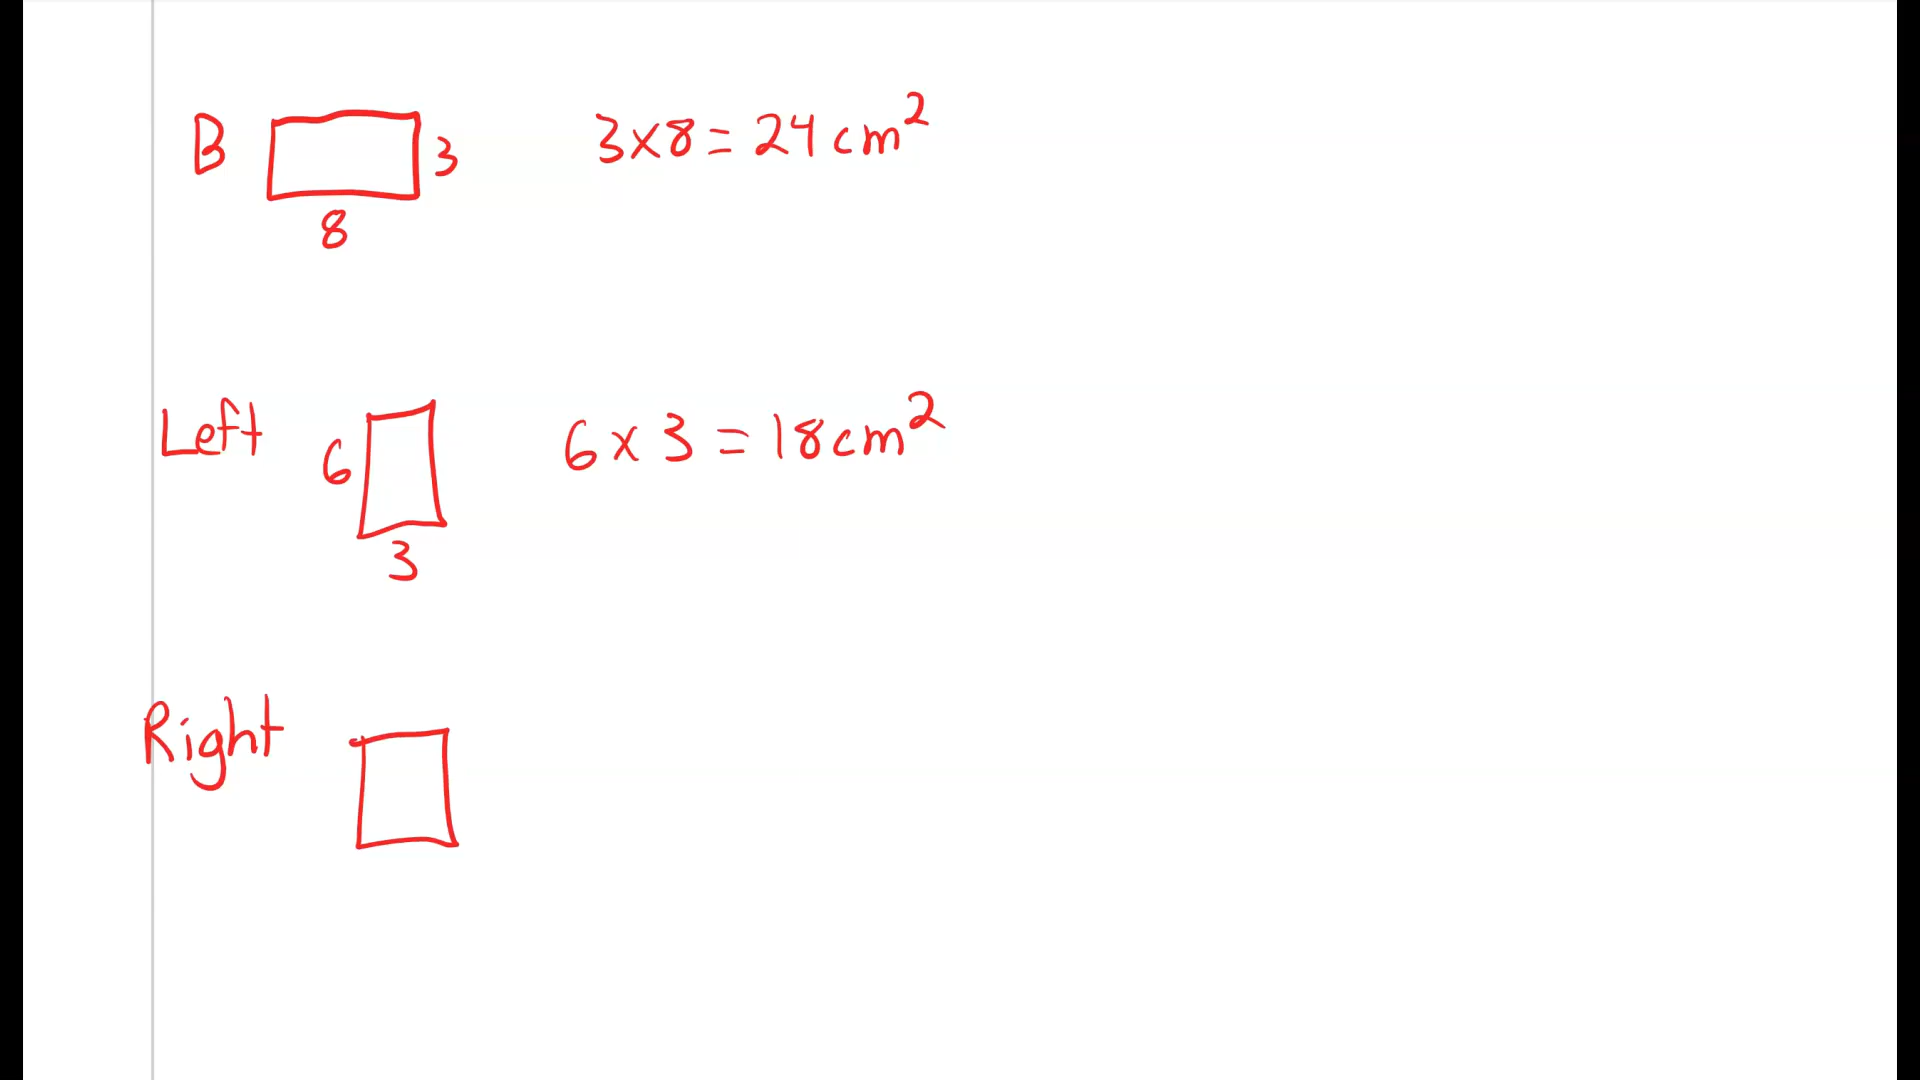 B 3 3x8 = 24 cm²
8
Left 6 6 x 3 = 18cm²
3
Right